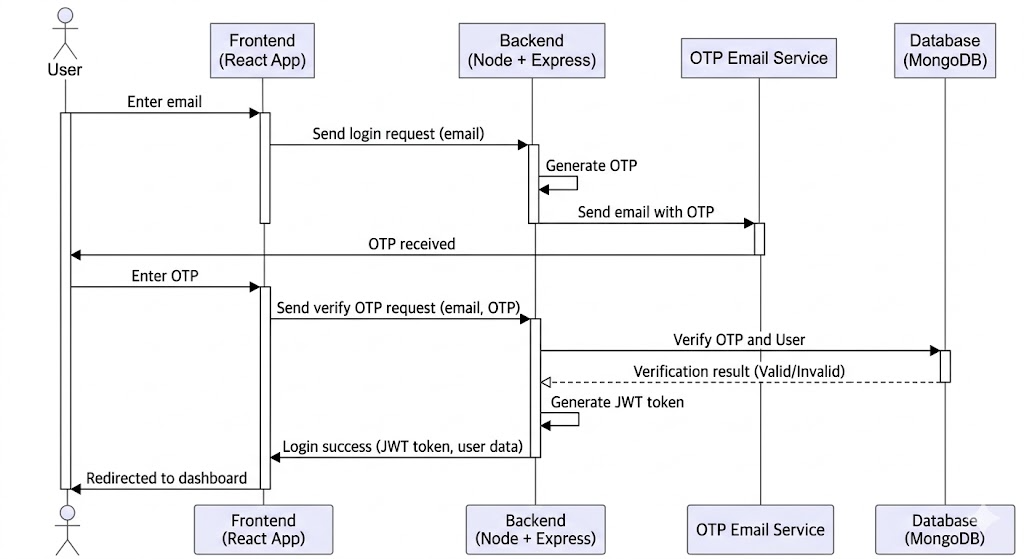 User
Frontend
(React App)
Backend
(Node + Express)
OTP Email Service
Database
(MongoDB)
Enter email
Send login request (email)
Generate OTP
Send email with OTP
OTP received
Enter OTP
Send verify OTP request (email, OTP)
Verify OTP and User
Verification result (Valid/Invalid)
Generate JWT token
Login success (JWT token, user data)
Redirected to dashboard
Frontend
(React App)
Backend
(Node + Express)
OTP Email Service
Database
(MongoDB)